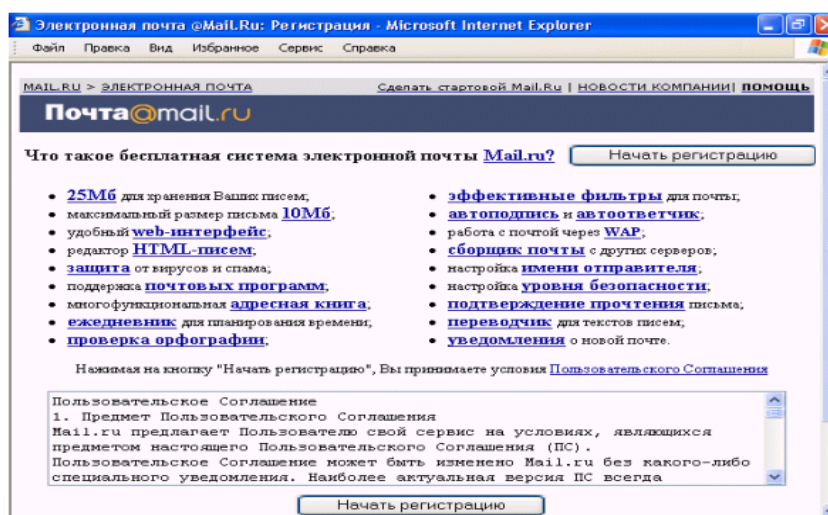 Электронная почта @Mail.Ru: Регистрация - Microsoft Internet Explorer
Файл Правка Вид Избранное Сервис Справка
MAIL.RU > ЭЛЕКТРОННАЯ ПОЧТА Сделать стартовой Mail.Ru | НОВОСТИ КОМПАНИИ| ПОМОЩЬ
Почта@mail.ru
Что такое бесплатная система электронной почты Mail.ru? Начать регистрацию
• 25Мб для хранения Ваших писем;
• максимальный размер письма 10Мб;
• удобный web-интерфейс;
• редактор HTML-писем;
• защита от вирусов и спама;
• поддержка почтовых программ;
• многофункциональная адресная книга;
• ежедневник для планирования времени;
• проверка орфографии;
• эффективные фильтры для почты;
• автоподпись и автоответчик;
• работа с почтой через WAP;
• сборщик почты с других серверов;
• настройка имени отправителя;
• настройка уровня безопасности;
• подтверждение прочтения письма;
• переводчик для текстов писем;
• уведомления о новой почте.
Нажимая на кнопку "Начать регистрацию", Вы принимаете условия Пользовательского Соглашения
Пользовательское Соглашение
1. Предмет Пользовательского Соглашения
Mail.ru предлагает Пользователю свой сервис на условиях, являющихся
предметом настоящего Пользовательского Соглашения (ПС).
Пользовательское Соглашение может быть изменено Mail.ru без какого-либо
специального уведомления. Наиболее актуальная версия ПС всегда
Начать регистрацию